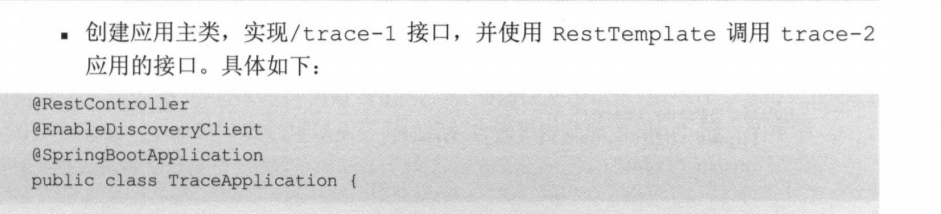 ▪ 创建应用主类，实现/trace-1 接口，并使用 RestTemplate 调用 trace-2
应用的接口。具体如下：
@RestController
@EnableDiscoveryClient
@SpringBootApplication
public class TraceApplication {